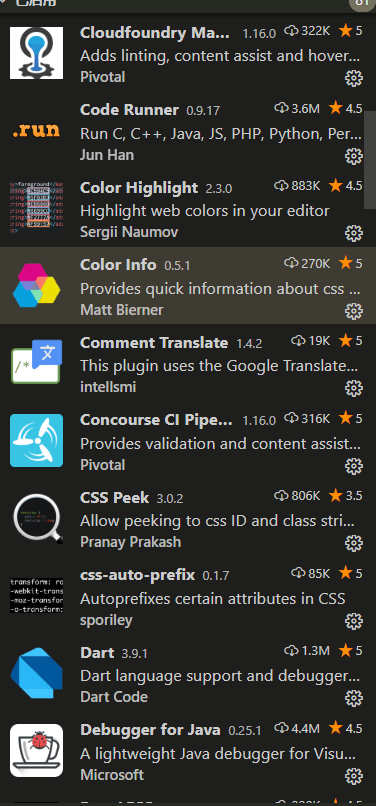 已启用
Cloudfoundry Ma... 1.16.0 322K 5
Adds linting, content assist and hover...
Pivotal
.run
Code Runner 0.9.17 3.6M 4.5
Run C, C++, Java, JS, PHP, Python, Per...
Jun Han
Color Highlight 2.3.0 883K 4.5
Highlight web colors in your editor
Sergii Naumov
Color Info 0.5.1 270K 5
Provides quick information about css ...
Matt Bierner
/*
Comment Translate 1.4.2 19K 5
This plugin uses the Google Translate...
intellsmi
Concourse CI Pipe... 1.16.0 316K 5
Provides validation and content assist...
Pivotal
CSS Peek 3.0.2 806K 3.5
Allow peeking to css ID and class stri...
Pranay Prakash
transform: ro
-webkit-trans
-moz-transfor
-o-transform:
css-auto-prefix 0.1.7 85K 5
Autoprefixes certain attributes in CSS
sporiley
Dart 3.9.1 1.3M 5
Dart language support and debugger...
Dart Code
Debugger for Java 0.25.1 4.4M 4.5
A lightweight Java debugger for Visu...
Microsoft